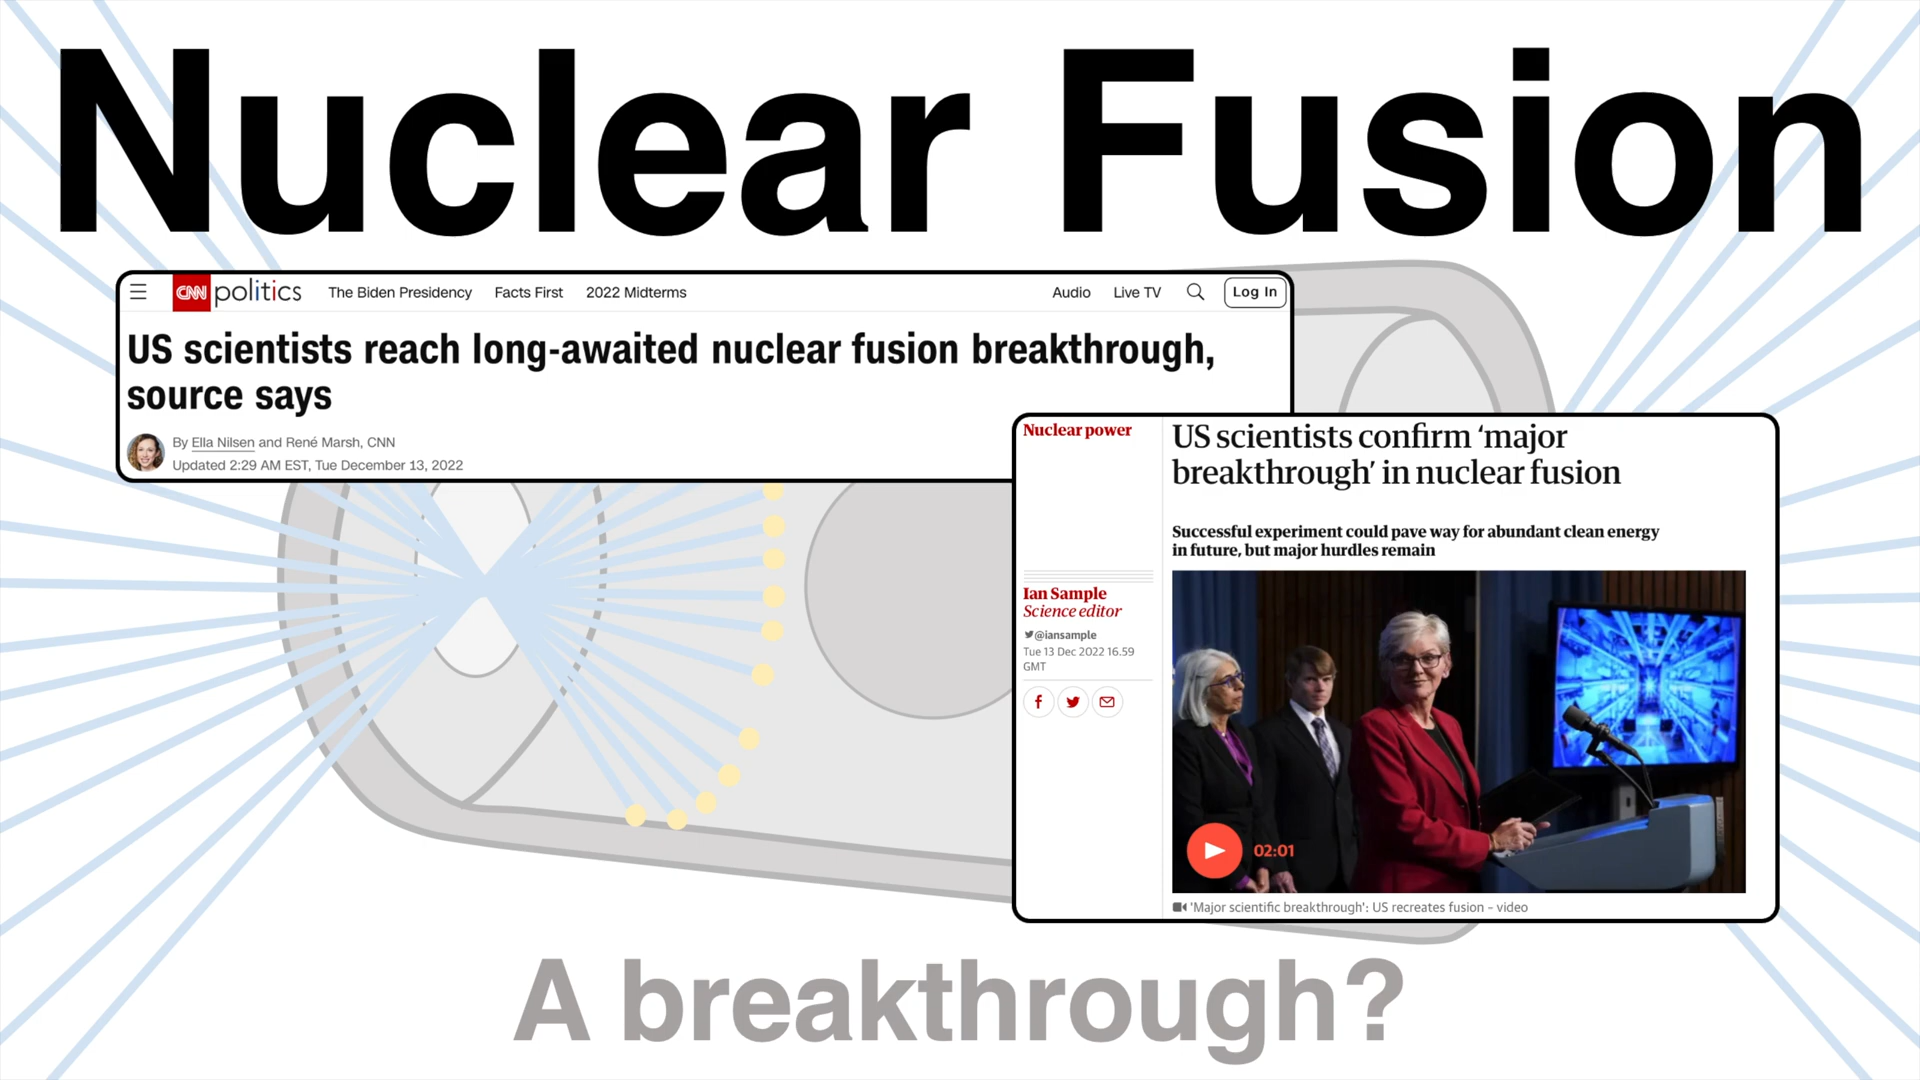 Nuclear Fusion
CNN politics The Biden Presidency Facts First 2022 Midterms Audio Live TV Log In
US scientists reach long-awaited nuclear fusion breakthrough,
source says
By Ella Nilsen and René Marsh, CNN
Updated 2:29 AM EST, Tue December 13, 2022
Nuclear power
US scientists confirm ‘major
breakthrough’ in nuclear fusion
Successful experiment could pave way for abundant clean energy
in future, but major hurdles remain
Ian Sample
Science editor
@iansample
Tue 13 Dec 2022 16.59
GMT
02:01
'Major scientific breakthrough': US recreates fusion – video
A breakthrough?